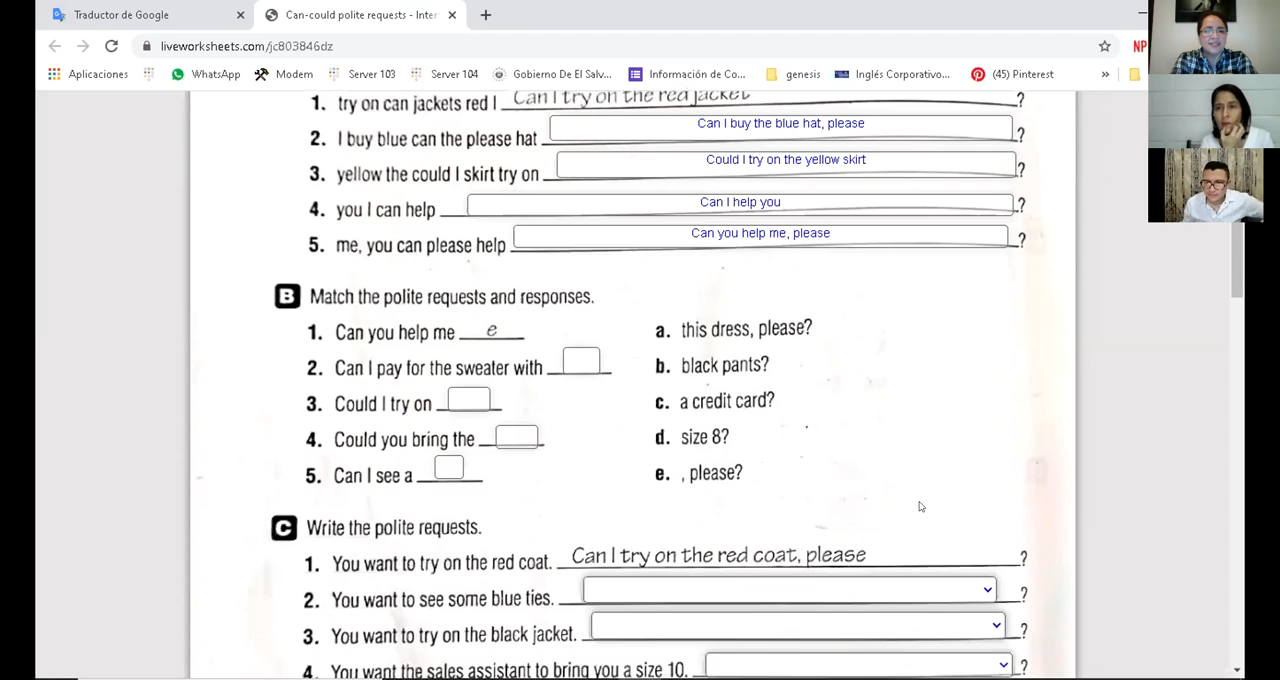 Traductor de Google
Can-could polite requests - Inter
liveworksheets.com/jc803846dz
NP
Aplicaciones WhatsApp Modem Server 103 Server 104 Gobierno De El Salv... Información de Co... genesis Inglés Corporativo... (45) Pinterest »
1. try on can jackets red I Can I try on the red jacket ?
2. I buy blue can the please hat Can I buy the blue hat, please ?
3. yellow the could I skirt try on Could I try on the yellow skirt ?
4. you I can help Can I help you ?
5. me, you can please help Can you help me, please ?
B Match the polite requests and responses.
1. Can you help me e a. this dress, please?
2. Can I pay for the sweater with b. black pants?
3. Could I try on c. a credit card?
4. Could you bring the d. size 8?
5. Can I see a e. , please?
C Write the polite requests.
1. You want to try on the red coat. Can I try on the red coat, please ?
2. You want to see some blue ties. ?
3. You want to try on the black jacket. ?
4. You want the sales assistant to bring you a size 10. ?